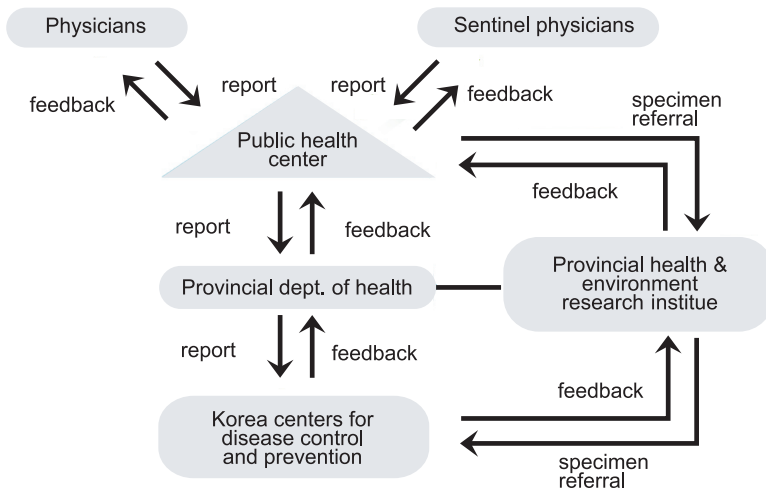 Physicians
Sentinel physicians
report
report
feedback
feedback
specimen
referral
Public health
center
feedback
report
feedback
Provincial dept. of health
Provincial health &
environment
research institue
report
feedback
feedback
Korea centers for
disease control
and prevention
specimen
referral